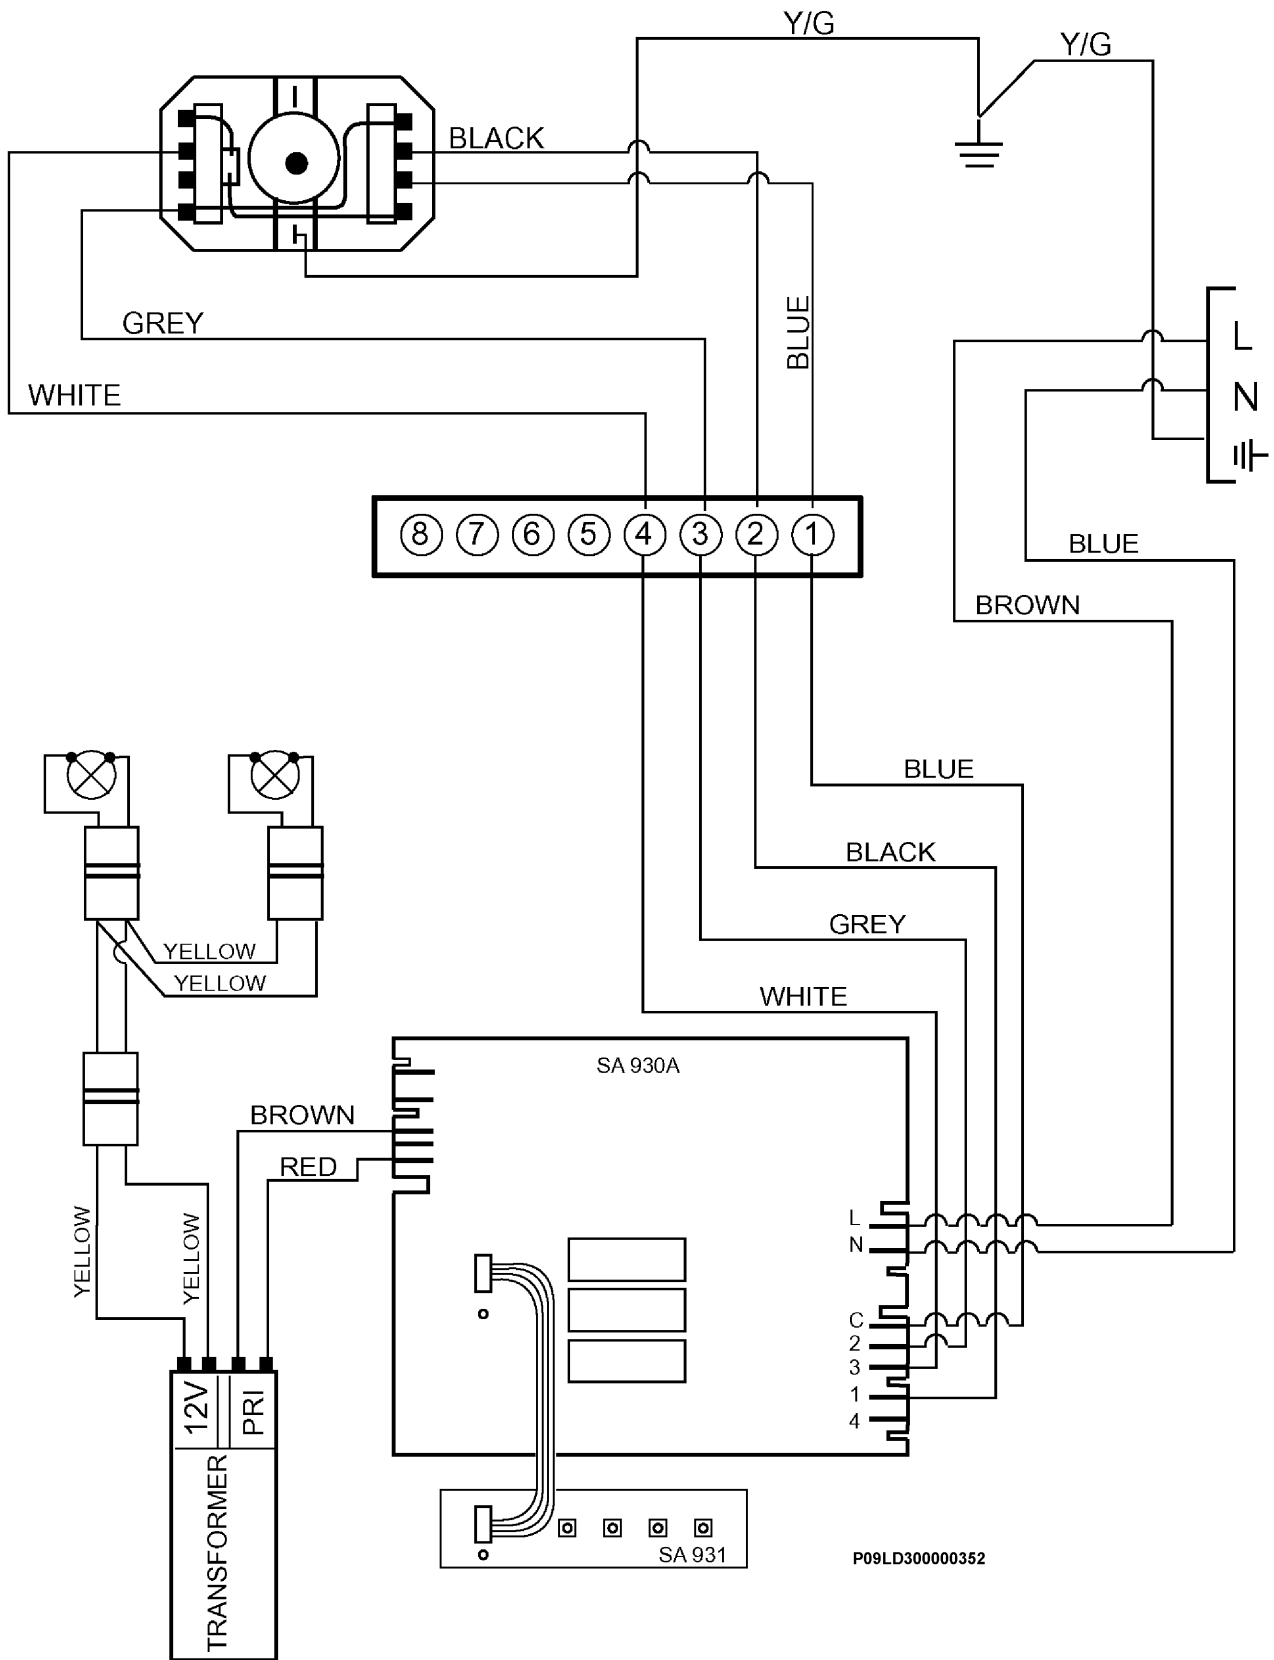 Y/G
Y/G
BLACK
GREY
BLUE
L
WHITE
N
8 7 6 5 4 3 2 1
BLUE
BROWN
BLUE
BLACK
GREY
YELLOW
YELLOW
WHITE
SA 930A
BROWN
RED
YELLOW
YELLOW
L
N
C
2
3
1
4
12V
PRI
TRANSFORMER
SA 931
P09LD300000352